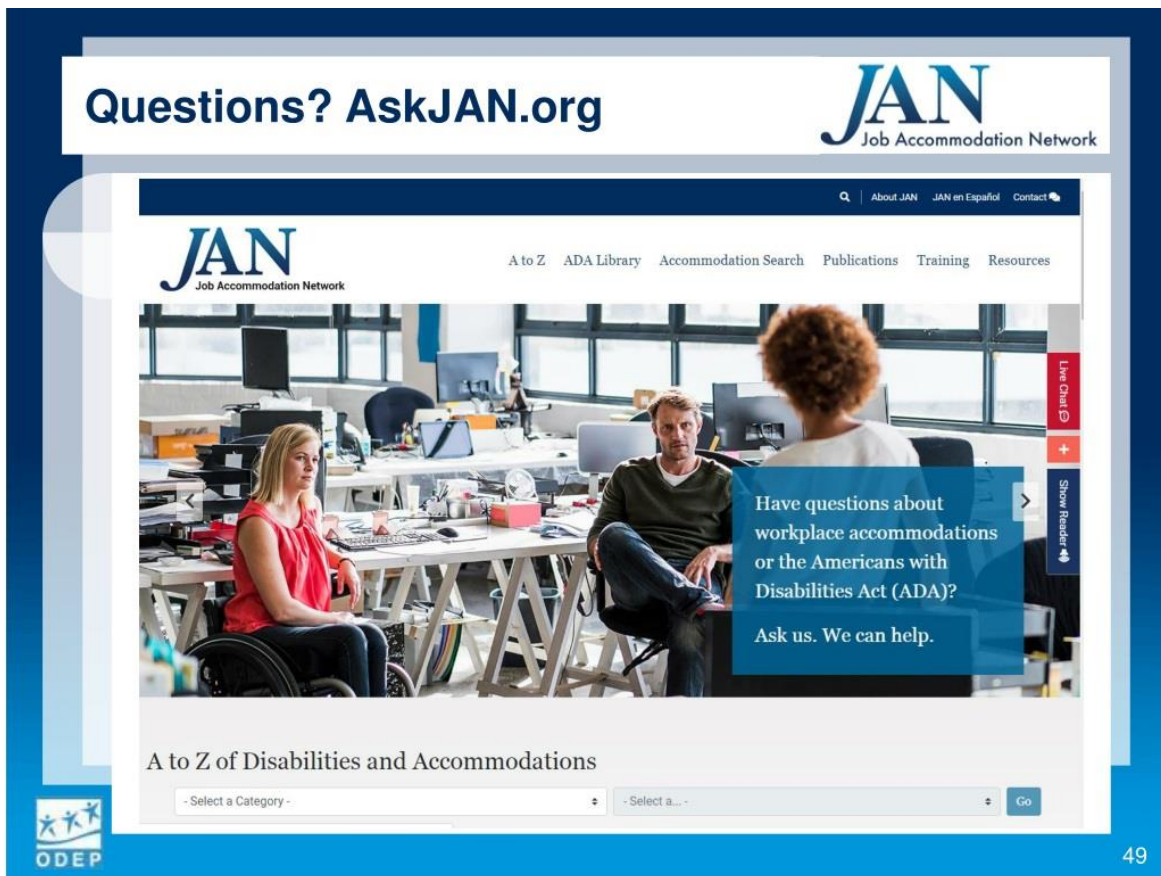 Questions? AskJAN.org
JAN
Job Accommodation Network
About JAN JAN en Español Contact
JAN
Job Accommodation Network
A to Z ADA Library Accommodation Search Publications Training Resources
Live Chat
+
Show Reader
Have questions about
workplace accommodations
or the Americans with
Disabilities Act (ADA)?
Ask us. We can help.
A to Z of Disabilities and Accommodations
- Select a Category - - Select a... - Go
ODEP
49